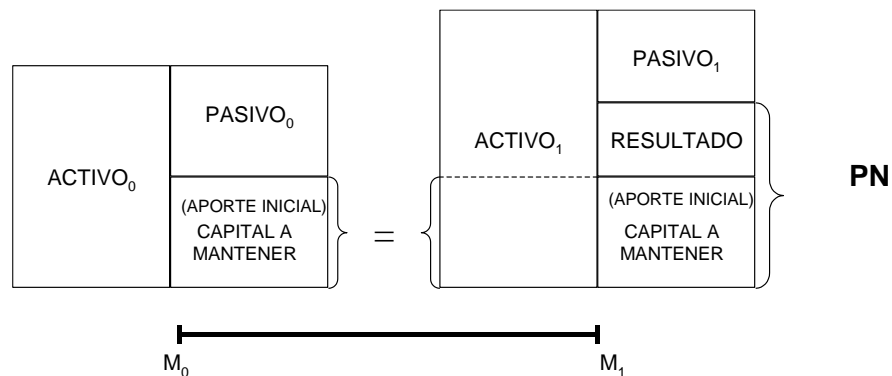 ACTIVO₀
PASIVO₀
(APORTE INICIAL)
CAPITAL A
MANTENER
=
ACTIVO₁
PASIVO₁
RESULTADO
(APORTE INICIAL)
CAPITAL A
MANTENER
PN
M₀
M₁